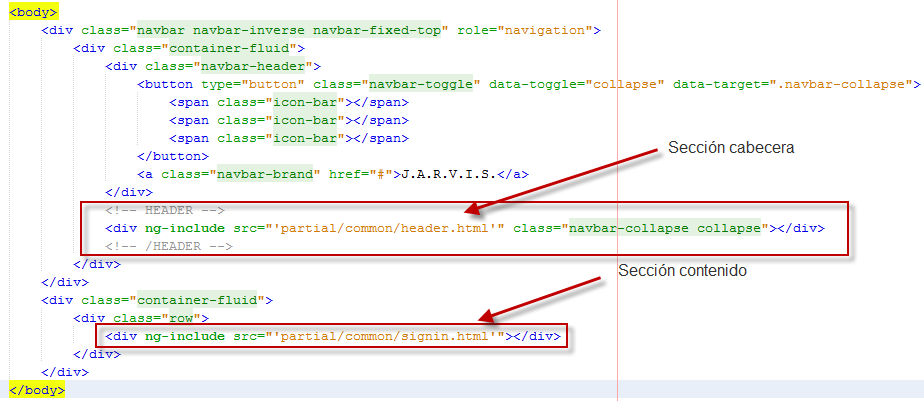 <body>
<div class="navbar navbar-inverse navbar-fixed-top" role="navigation">
<div class="container-fluid">
<div class="navbar-header">
<button type="button" class="navbar-toggle" data-toggle="collapse" data-target=".navbar-collapse">
<span class="icon-bar"></span>
<span class="icon-bar"></span>
<span class="icon-bar"></span>
</button>
Sección cabecera
<a class="navbar-brand" href="#">J.A.R.V.I.S.</a>
</div>
<!-- HEADER -->
<div ng-include src="'partial/common/header.html'" class="navbar-collapse collapse"></div>
<!-- /HEADER -->
</div>
Sección contenido
</div>
<div class="container-fluid">
<div class="row">
<div ng-include src="'partial/common/signin.html'"></div>
</div>
</div>
</body>